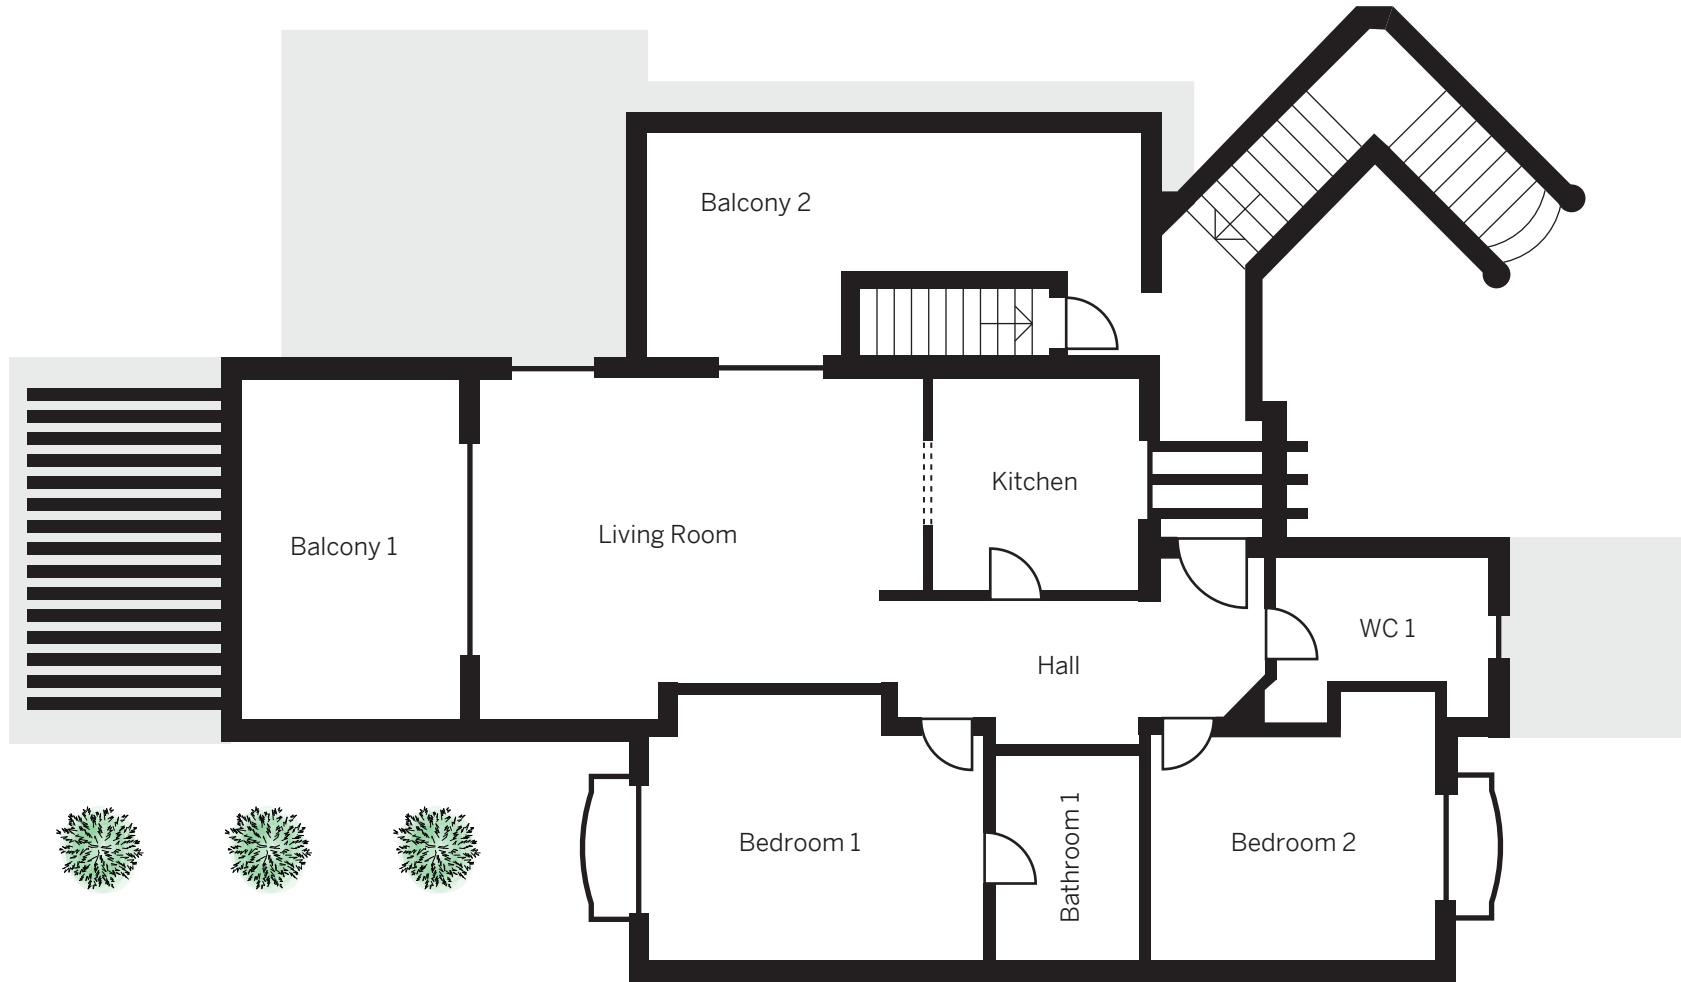 Balcony 2
Kitchen
Living Room
Balcony 1
WC 1
Hall
Bedroom 1
Bathroom 1
Bedroom 2